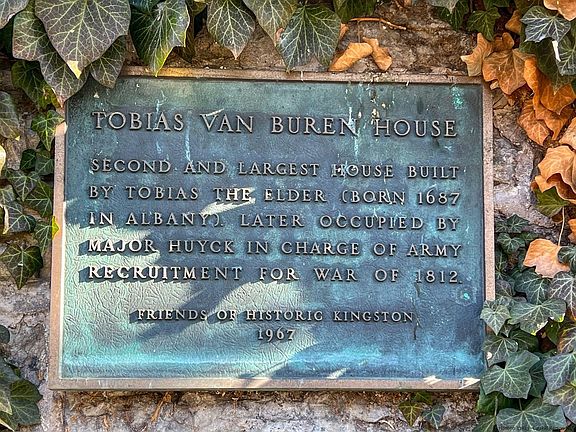 TOBIAS VAN BUREN HOUSE
SECOND AND LARGEST HOUSE BUILT
BY TOBIAS THE ELDER (BORN 1687
IN ALBANY). LATER OCCUPIED BY
MAJOR HUYCK IN CHARGE OF ARMY
RECRUITMENT FOR WAR OF 1812.
FRIENDS OF HISTORIC KINGSTON
1967